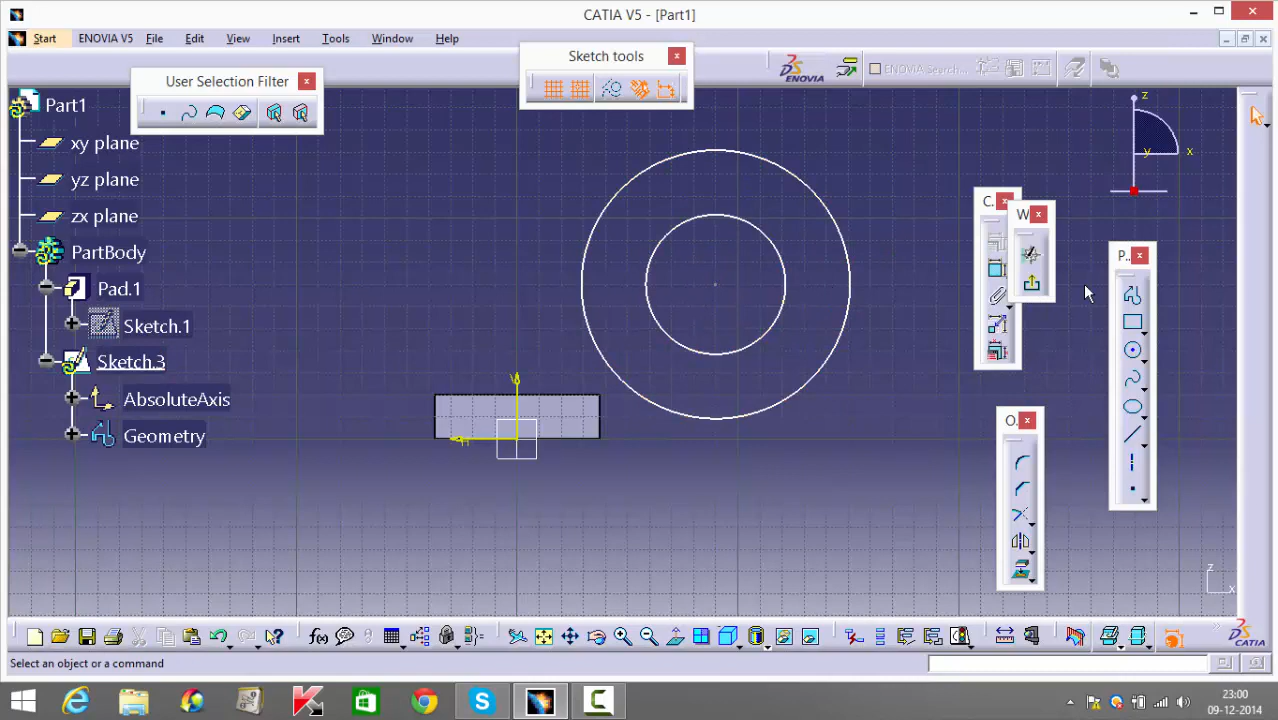 CATIA V5 - [Part1]
Start
ENOVIA V5
File
Edit
View
Insert
Tools
Window
Help
Sketch tools
User Selection Filter
ENOVIA
ENOVIA Search...
Part1
xy plane
yz plane
zx plane
PartBody
Pad.1
Sketch.1
Sketch.3
AbsoluteAxis
Geometry
z
y
x
C.
W
P..
O.
V
H
z
x
f(x)
CATIA
Select an object or a command
23:00
09-12-2014